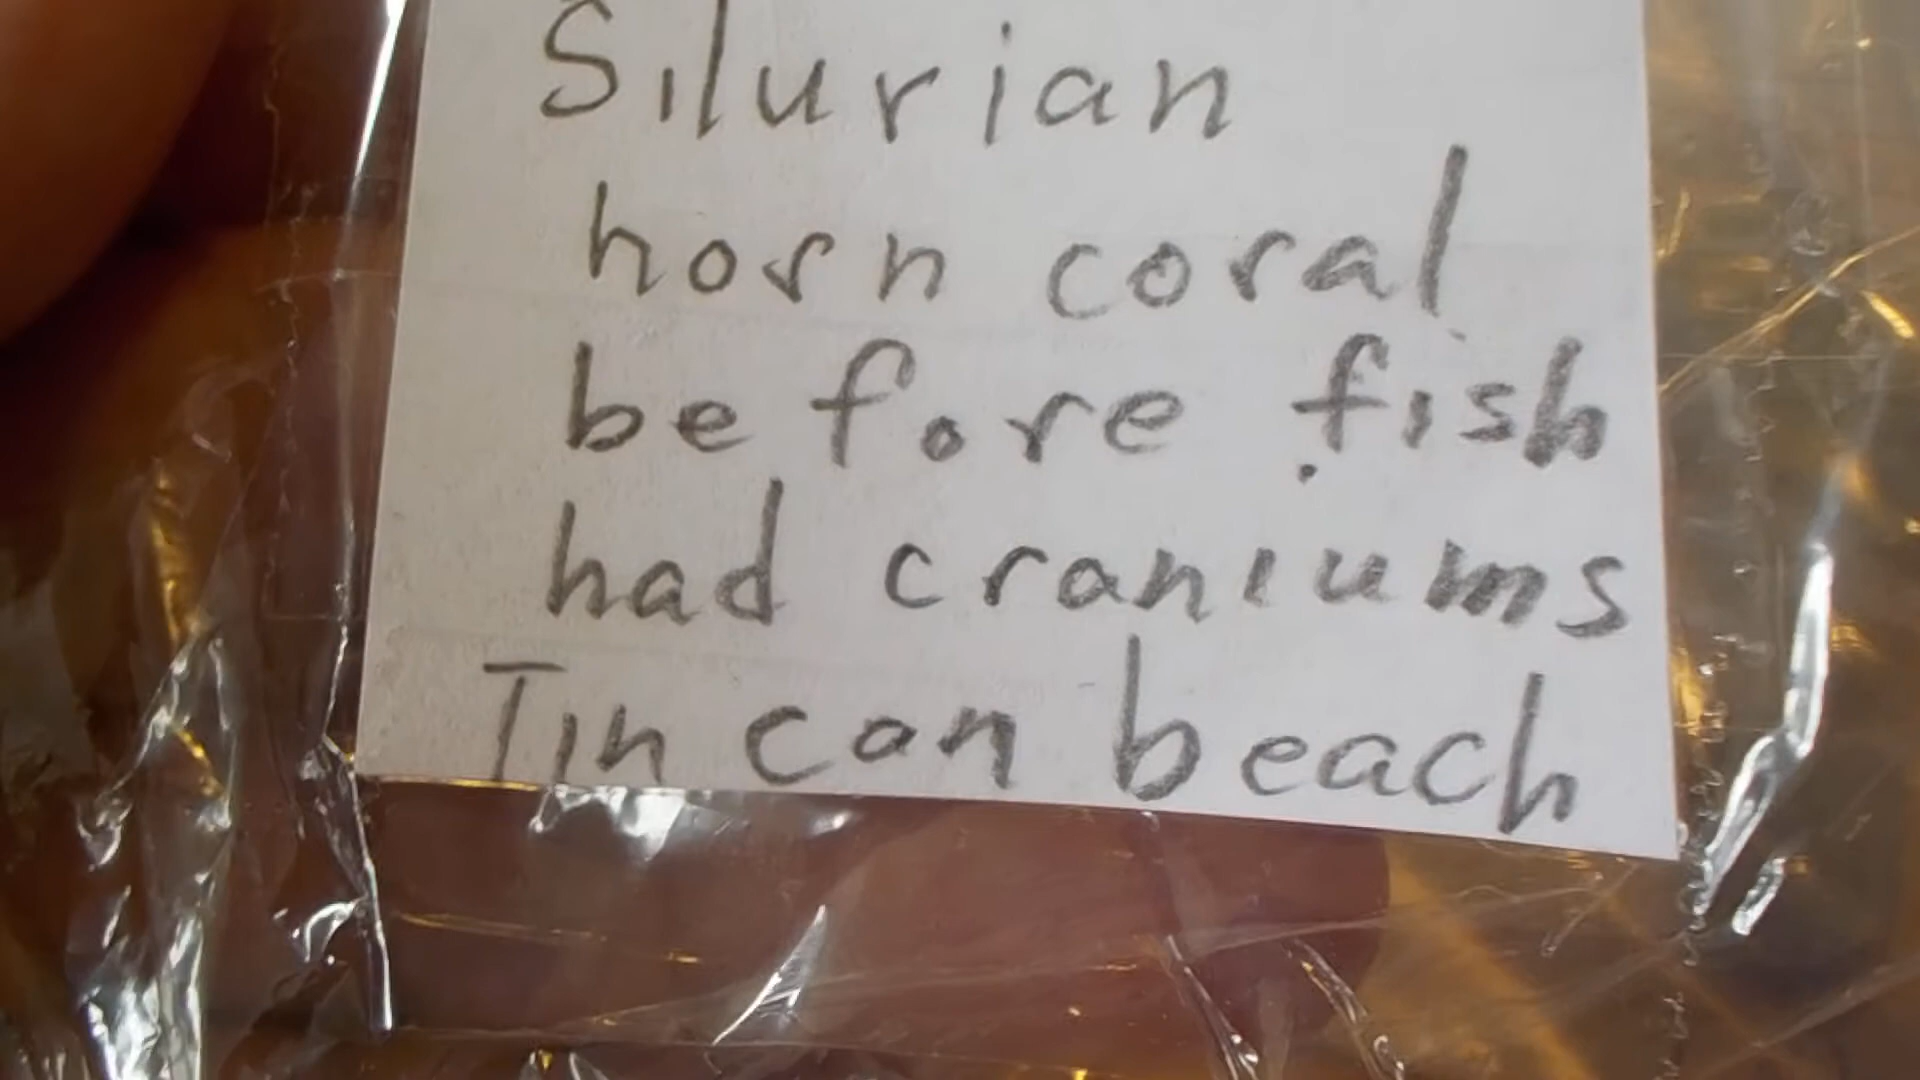 Silurian
horn coral
before fish
had craniums
Tin can beach